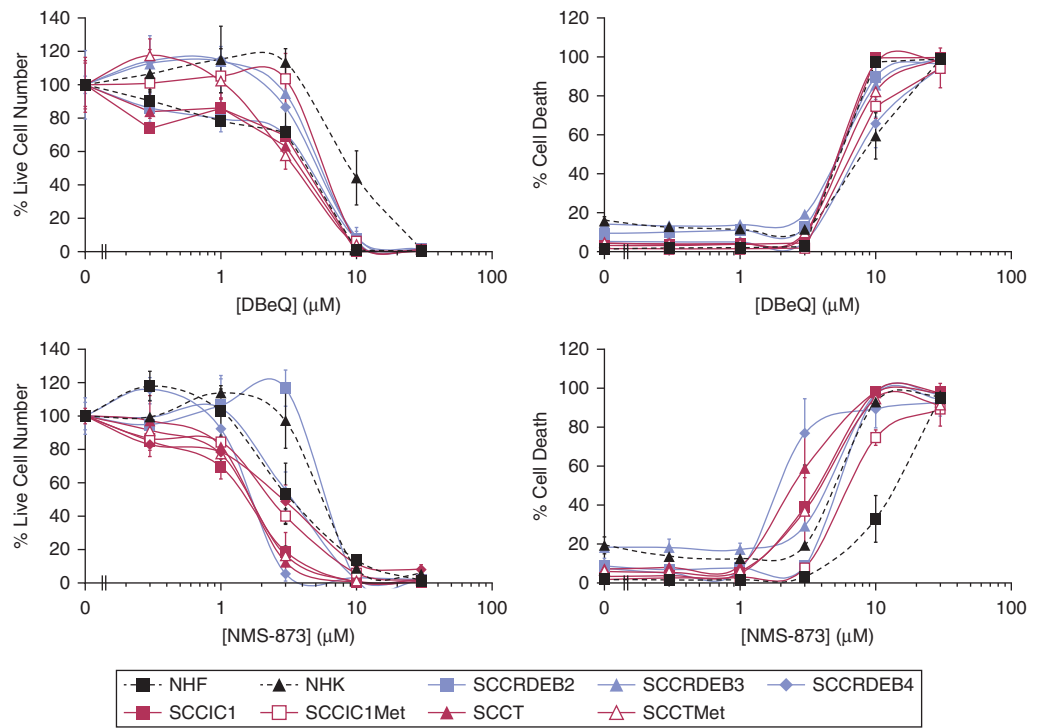 140
120
100
80
60
40
20
0
% Live Cell Number
0 1 10 100
[DBeQ] (μM)
120
100
80
60
40
20
0
% Cell Death
0 1 10 100
[DBeQ] (μM)
140
120
100
80
60
40
20
0
% Live Cell Number
0 1 10 100
[NMS-873] (μM)
120
100
80
60
40
20
0
% Cell Death
0 1 10 100
[NMS-873] (μM)
NHF NHK SCCRDEB2 SCCRDEB3 SCCRDEB4
SCCIC1 SCCIC1Met SCCT SCCTMet